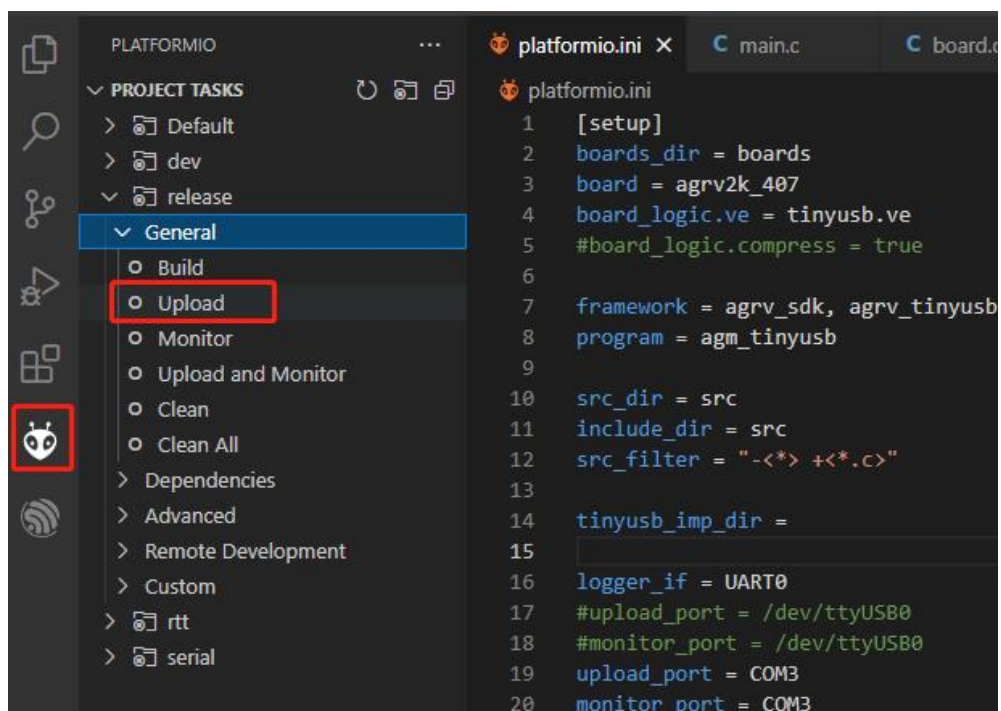 PLATFORMIO
PROJECT TASKS
Default
dev
release
General
Build
Upload
Monitor
Upload and Monitor
Clean
Clean All
Dependencies
Advanced
Remote Development
Custom
rtt
serial
platformio.ini
C main.c
C board.c
platformio.ini
1 [setup]
2 boards_dir = boards
3 board = agrv2k_407
4 board_logic.ve = tinyusb.ve
5 #board_logic.compress = true
6
7 framework = agrv_sdk, agrv_tinyusb
8 program = agm_tinyusb
9
10 src_dir = src
11 include_dir = src
12 src_filter = "-<*> +<*.c>"
13
14 tinyusb_imp_dir =
15
16 logger_if = UART0
17 #upload_port = /dev/ttyUSB0
18 #monitor_port = /dev/ttyUSB0
19 upload_port = COM3
20 monitor_port = COM3